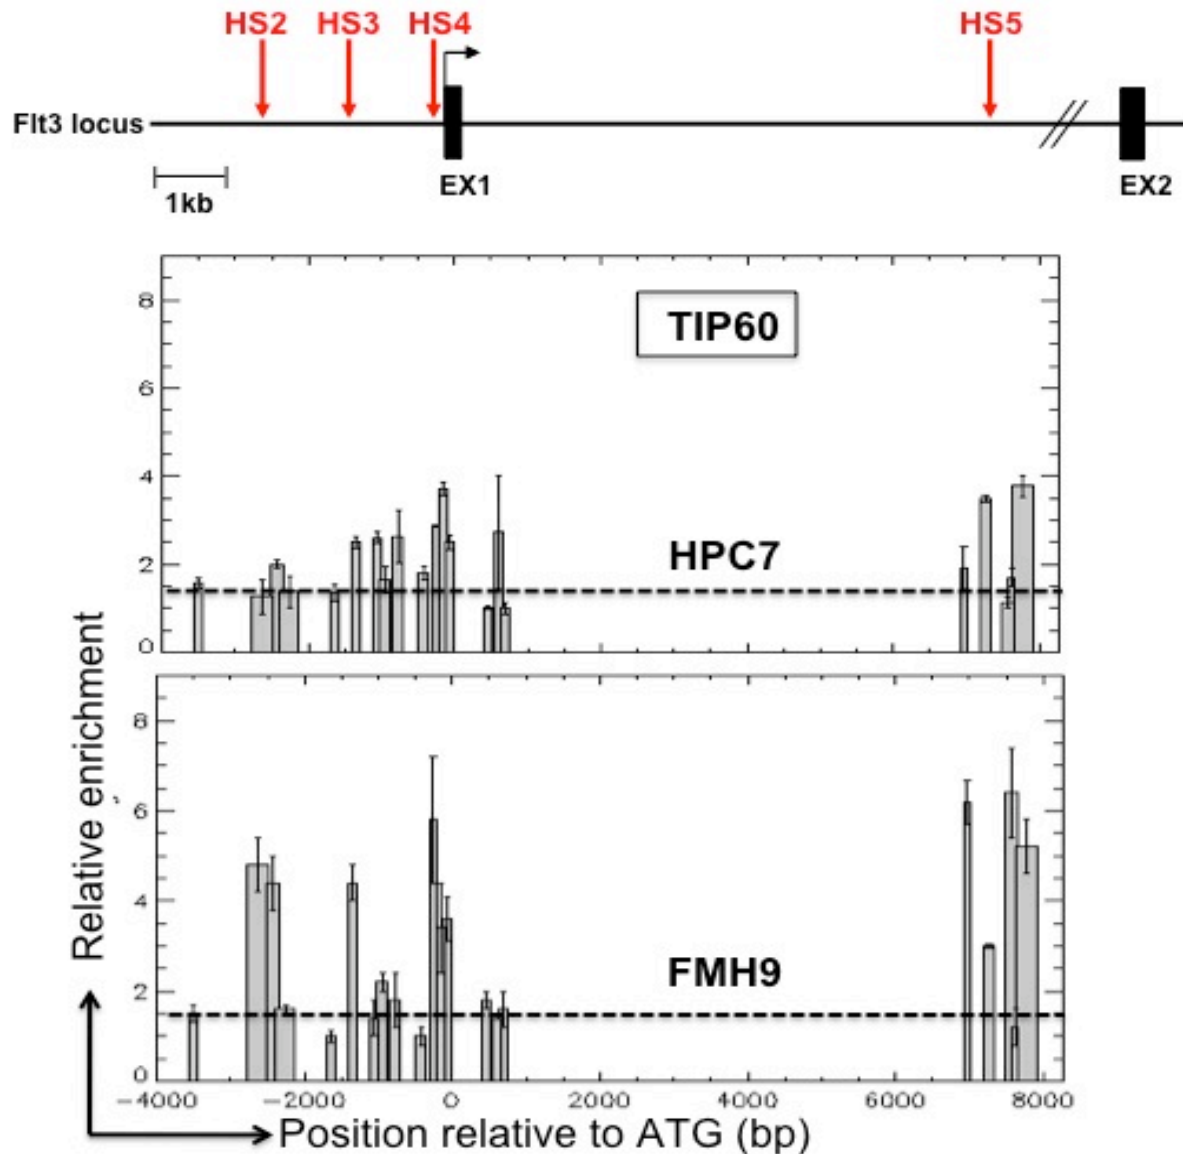 HS2 HS3 HS4 HS5
Flt3 locus
EX1 EX2
1kb
TIP60
8
6
4
2
0
HPC7
8
6
4
2
0
FMH9
Relative enrichment
−4000 −2000 0 2000 4000 6000 8000
Position relative to ATG (bp)